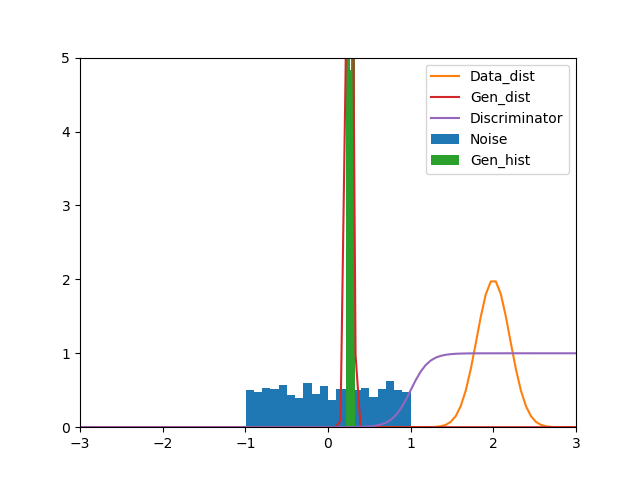 5
4
3
2
1
0
−3
−2
−1
0
1
2
3
Data_dist
Gen_dist
Discriminator
Noise
Gen_hist